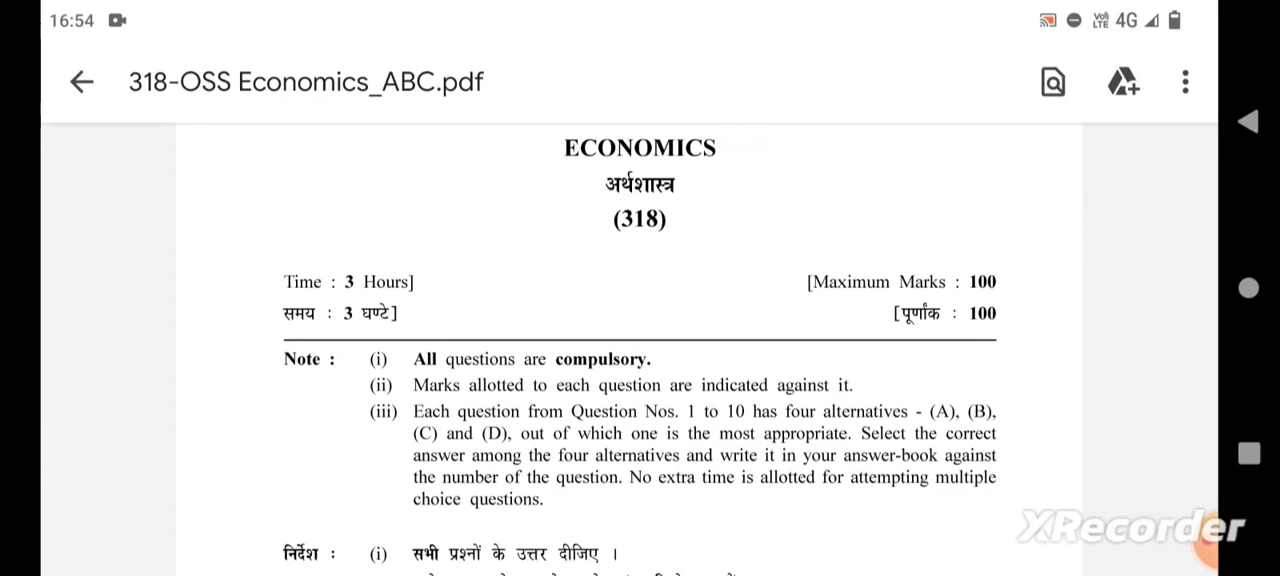 16:54 Vo) LTE 4G
318-OSS Economics_ABC.pdf
ECONOMICS
अर्थशास्त्र
(318)
Time : 3 Hours] [Maximum Marks : 100
समय : 3 घण्टे] [पूर्णांक : 100
Note : (i) All questions are compulsory.
(ii) Marks allotted to each question are indicated against it.
(iii) Each question from Question Nos. 1 to 10 has four alternatives - (A), (B),
(C) and (D), out of which one is the most appropriate. Select the correct
answer among the four alternatives and write it in your answer-book against
the number of the question. No extra time is allotted for attempting multiple
choice questions.
XRecorder
निर्देश : (i) सभी प्रश्नों के उत्तर दीजिए ।